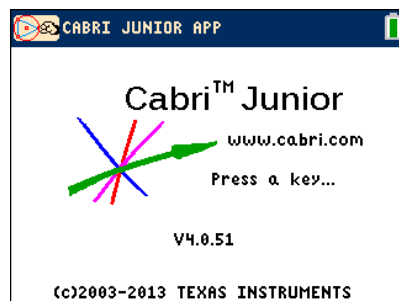 CABRI JUNIOR APP
Cabri™ Junior
www.cabri.com
Press a key...
V4.0.51
(c)2003-2013 TEXAS INSTRUMENTS